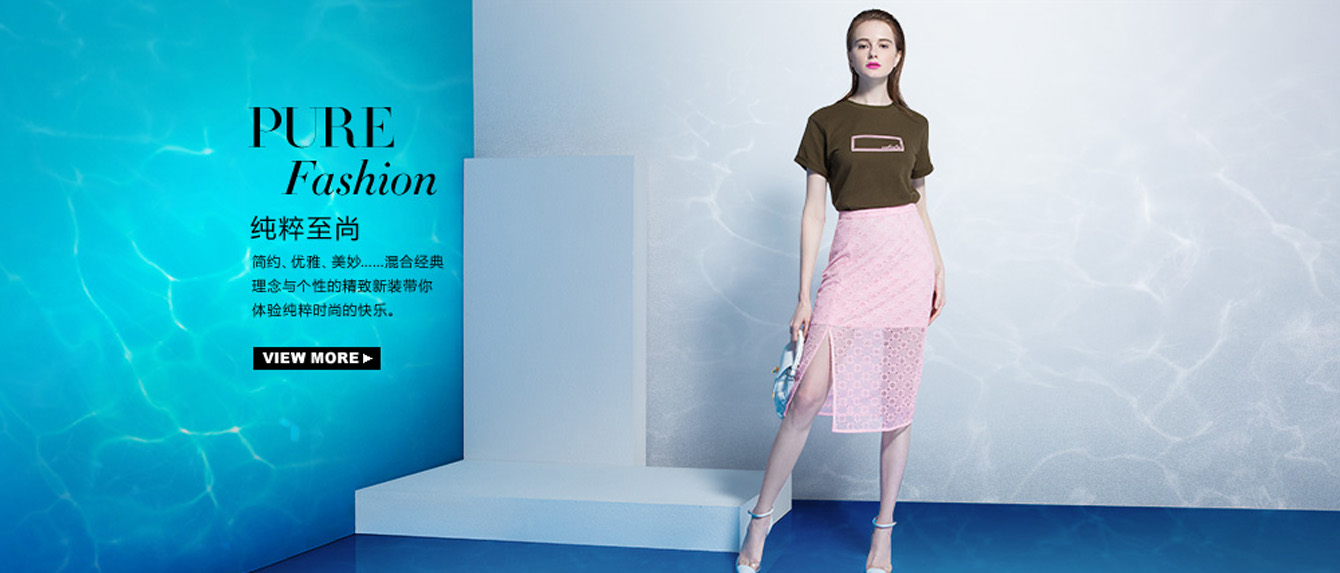 PURE
Fashion
纯粹至尚
简约、优雅、美妙……混合经典
理念与个性的精致新装带你
体验纯粹时尚的快乐。
VIEW MORE